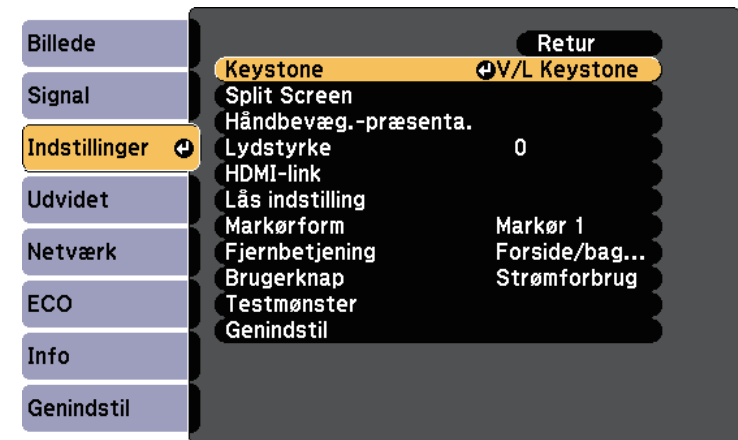 Billede
Signal
Indstillinger
Udvidet
Netværk
ECO
Info
Genindstil
Retur
Keystone V/L Keystone
Split Screen
Håndbevæg.-præsenta.
Lydstyrke 0
HDMI-link
Lås indstilling
Markørform Markør 1
Fjernbetjening Forside/bag...
Brugerknap Strømforbrug
Testmønster
Genindstil